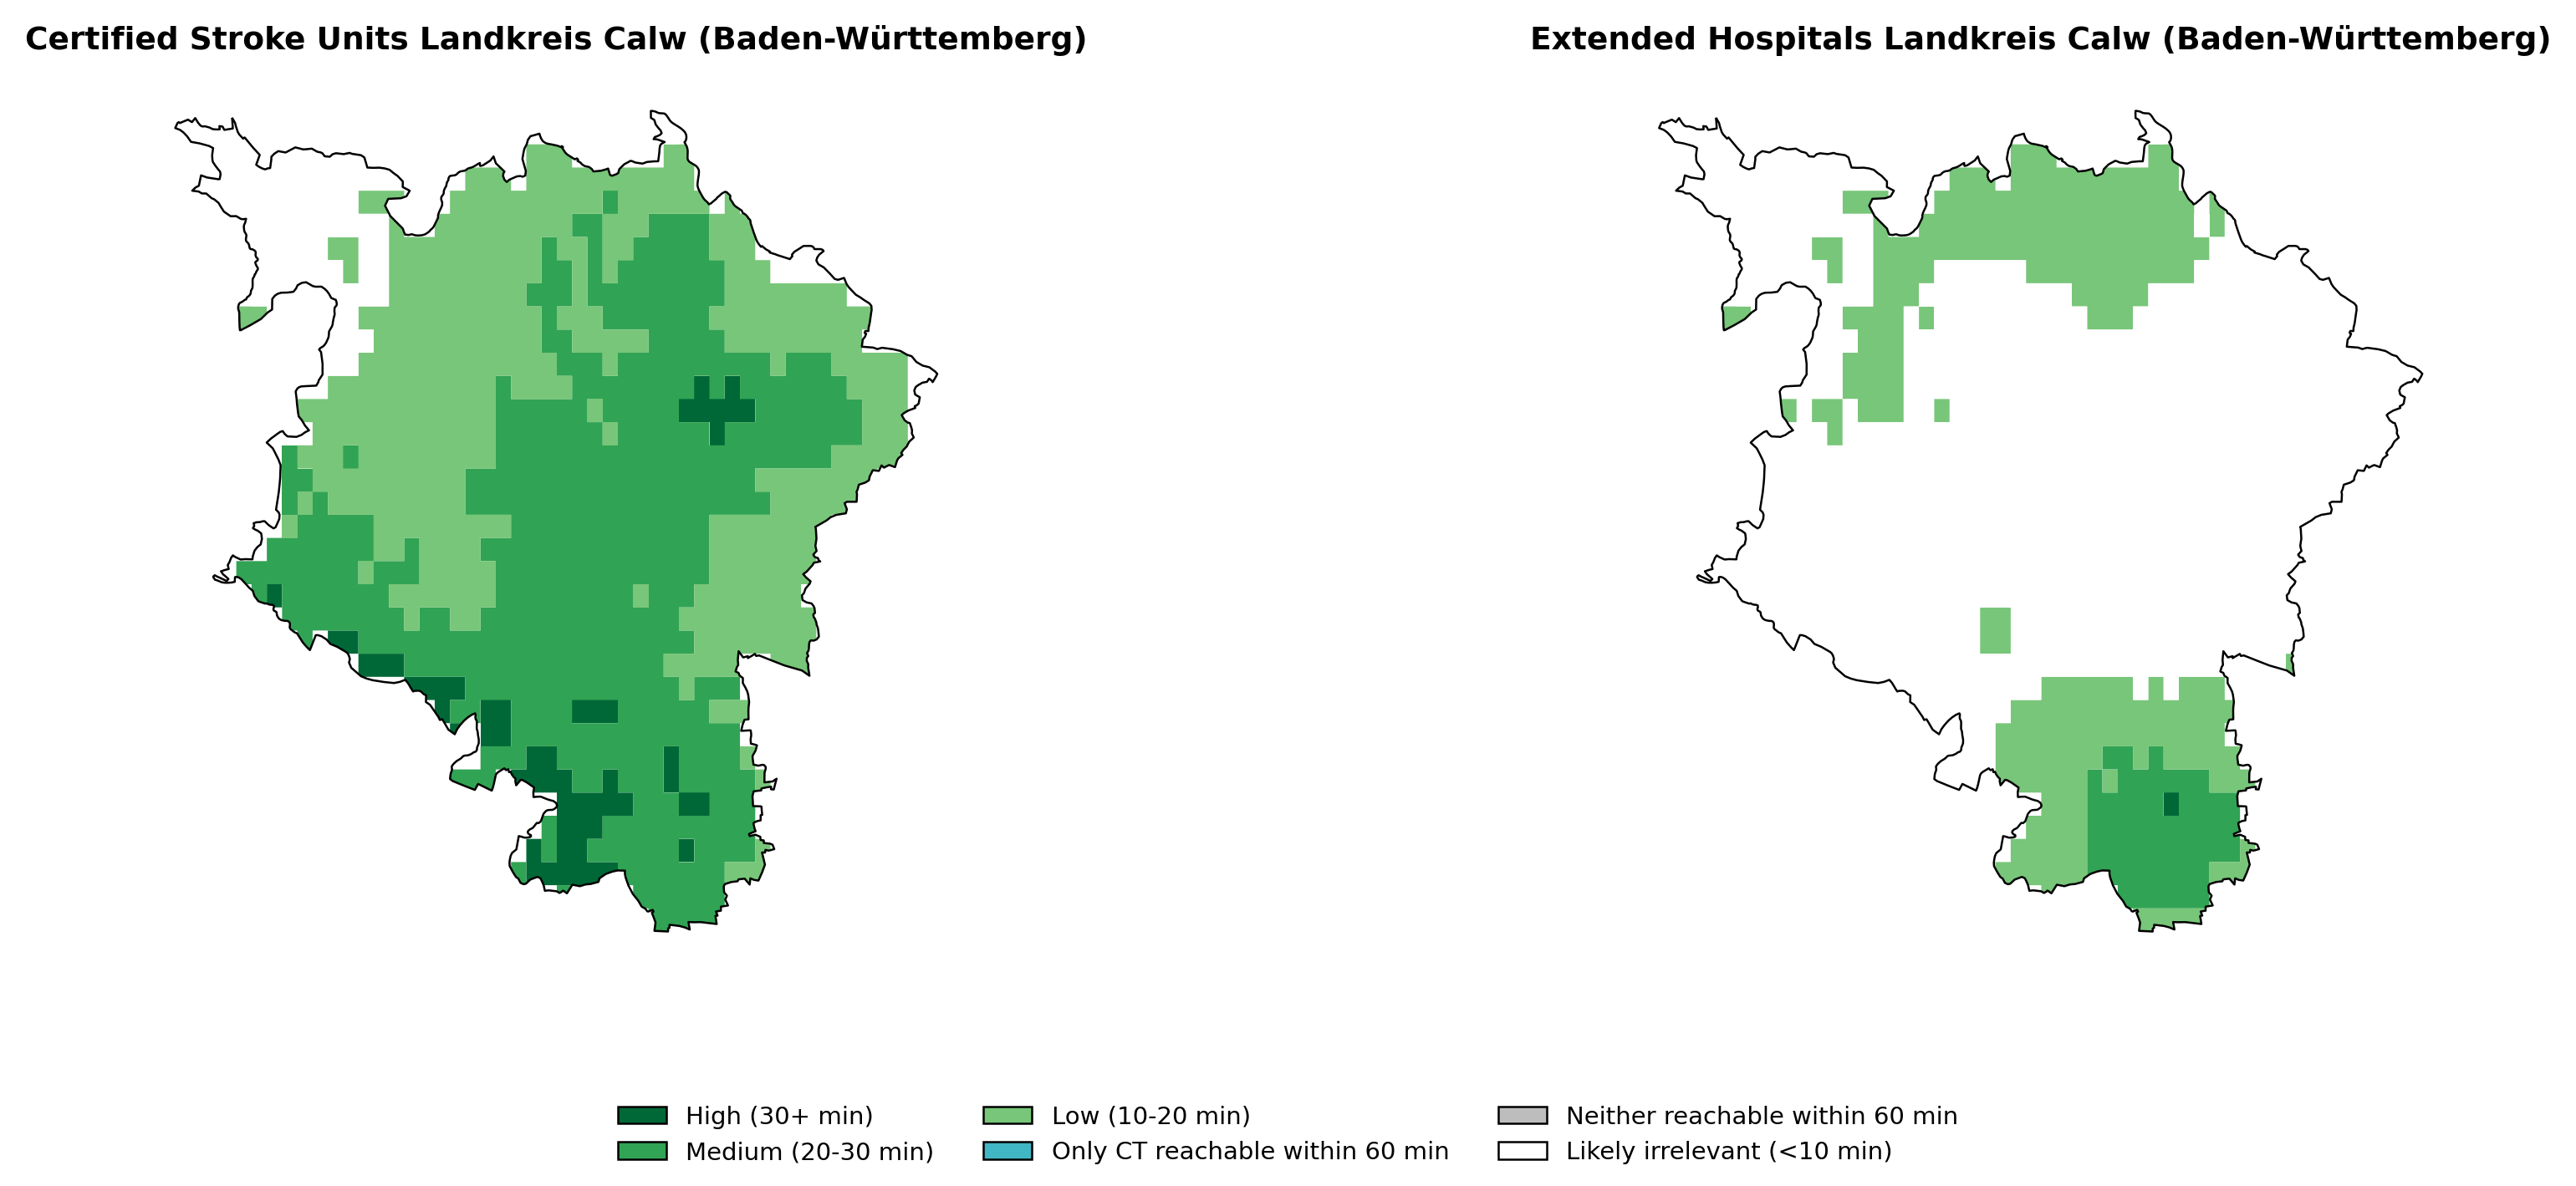 Certified Stroke Units Landkreis Calw (Baden-Württemberg)
Extended Hospitals Landkreis Calw (Baden-Württemberg)
High (30+ min)
Medium (20-30 min)
Low (10-20 min)
Only CT reachable within 60 min
Neither reachable within 60 min
Likely irrelevant (<10 min)